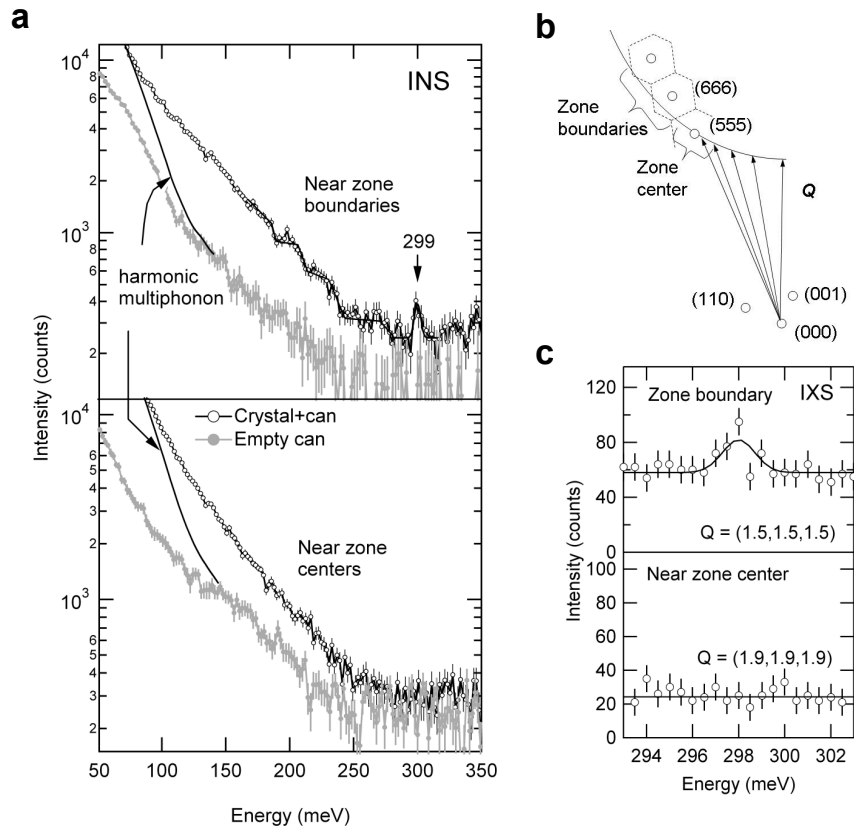 a
INS
10⁴
8
6
4
2
10³
8
6
4
2
Near zone
boundaries
299
harmonic
multiphonon
Intensity (counts)
Crystal+can
Empty can
10⁴
8
6
4
2
10³
8
6
4
3
2
Near zone
centers
50
100
150
200
250
300
350
Energy (meV)
b
(666)
(555)
Zone
boundaries
Zone
center
Q
(110)
(001)
(000)
c
IXS
120
80
40
0
Zone boundary
Q = (1.5,1.5,1.5)
Intensity (counts)
100
80
60
40
20
0
Near zone center
Q = (1.9,1.9,1.9)
294
296
298
300
302
Energy (meV)